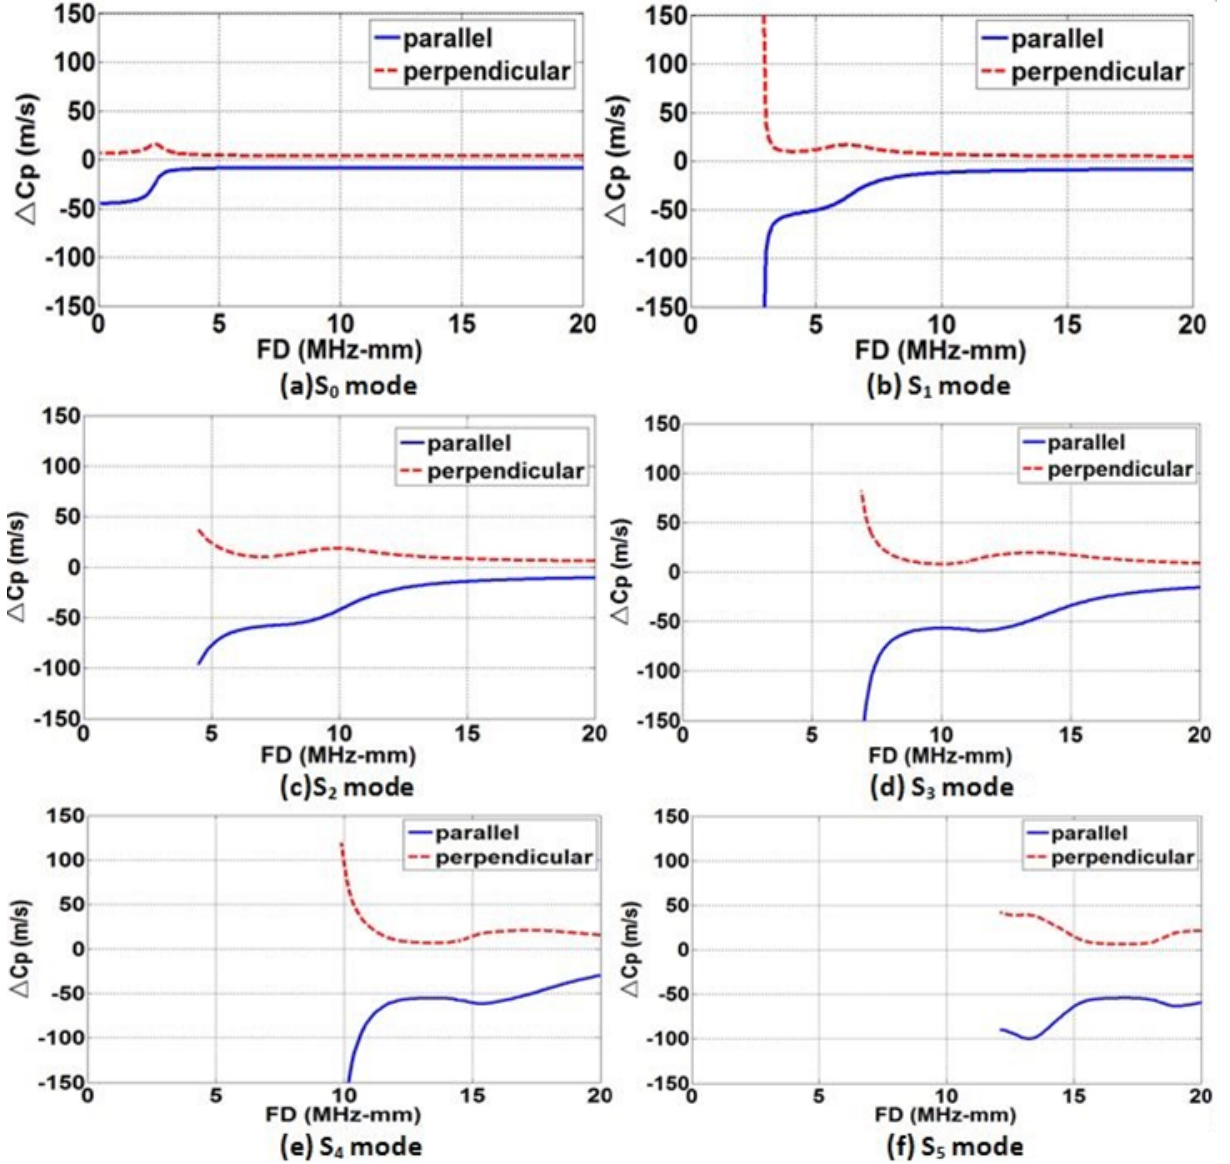 150
100
50
0
-50
-100
-150
△Cp (m/s)
parallel
perpendicular
0 5 10 15 20
FD (MHz-mm)
(a)S₀ mode
150
100
50
0
-50
-100
-150
△Cp (m/s)
parallel
perpendicular
0 5 10 15 20
FD (MHz-mm)
(b) S₁ mode
150
100
50
0
-50
-100
-150
△Cp (m/s)
parallel
perpendicular
0 5 10 15 20
FD (MHz-mm)
(c)S₂ mode
150
100
50
0
-50
-100
-150
△Cp (m/s)
parallel
perpendicular
0 5 10 15 20
FD (MHz-mm)
(d) S₃ mode
150
100
50
0
-50
-100
-150
△Cp (m/s)
parallel
perpendicular
0 5 10 15 20
FD (MHz-mm)
(e) S₄ mode
150
100
50
0
-50
-100
-150
△Cp (m/s)
parallel
perpendicular
0 5 10 15 20
FD (MHz-mm)
(f) S₅ mode